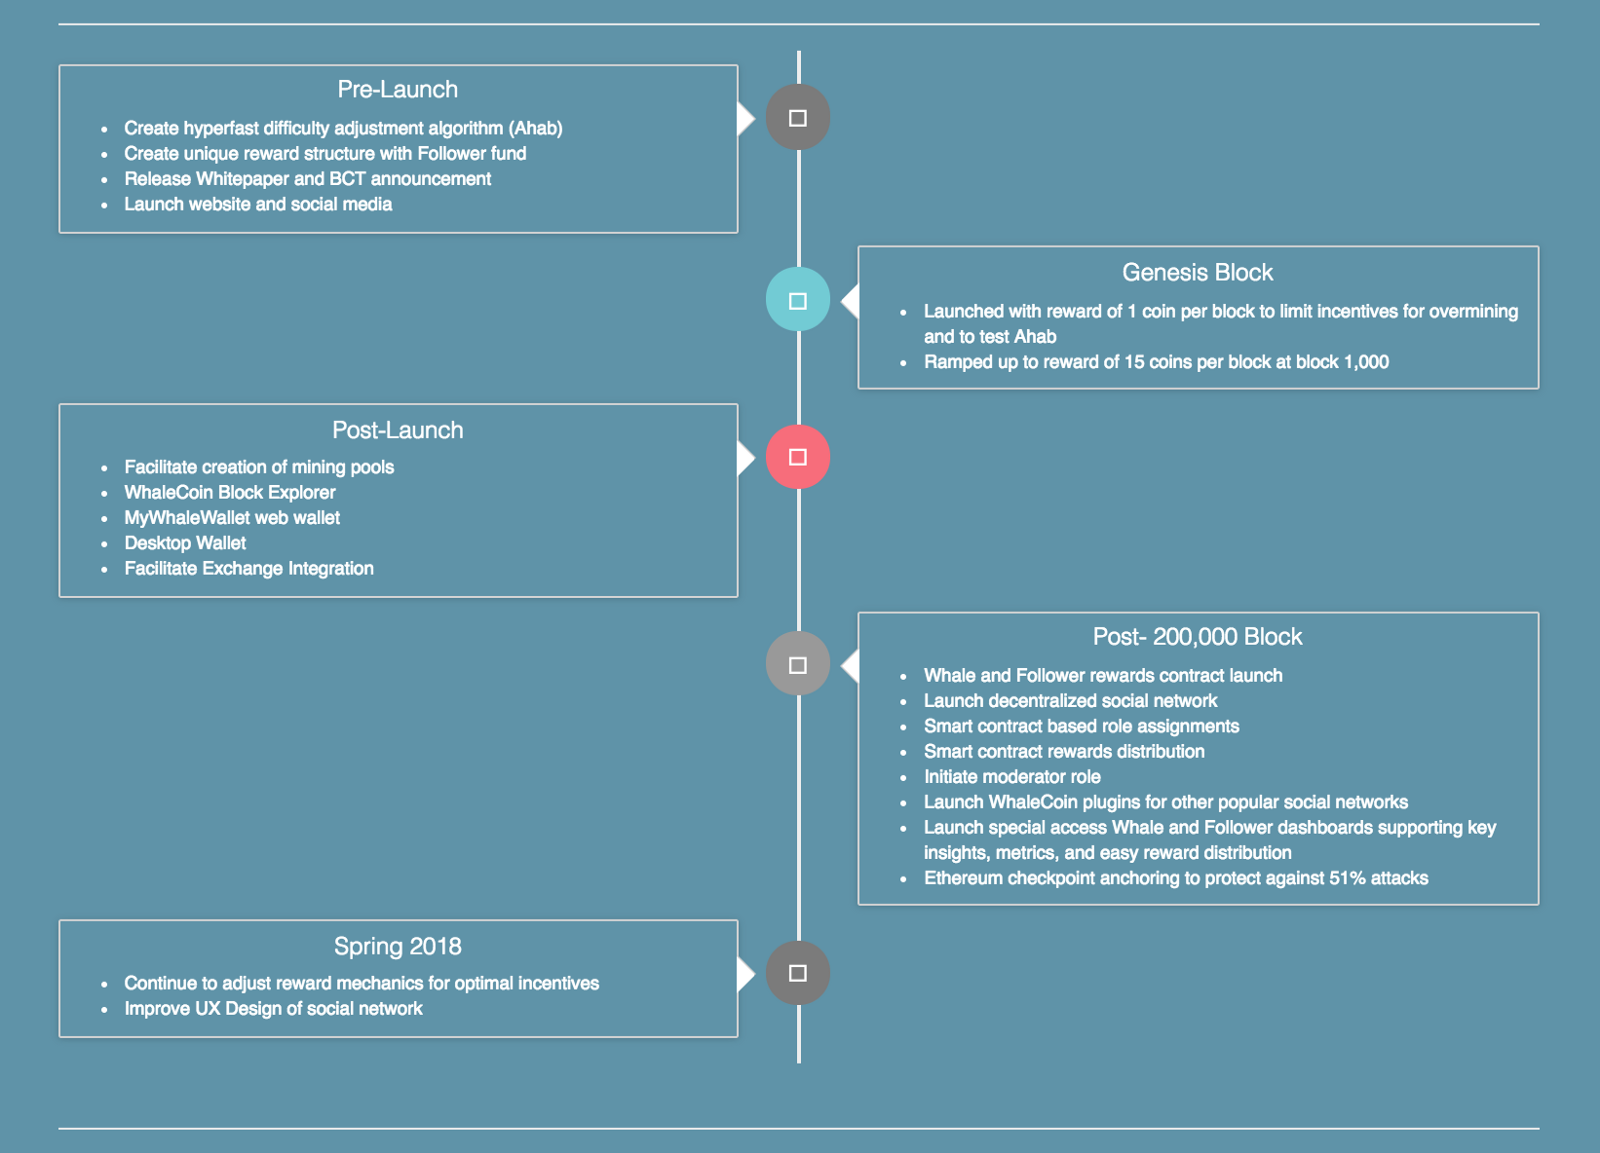 Pre-Launch
• Create hyperfast difficulty adjustment algorithm (Ahab)
• Create unique reward structure with Follower fund
• Release Whitepaper and BCT announcement
• Launch website and social media
Genesis Block
• Launched with reward of 1 coin per block to limit incentives for overmining
and to test Ahab
• Ramped up to reward of 15 coins per block at block 1,000
Post-Launch
• Facilitate creation of mining pools
• WhaleCoin Block Explorer
• MyWhaleWallet web wallet
• Desktop Wallet
• Facilitate Exchange Integration
Post- 200,000 Block
• Whale and Follower rewards contract launch
• Launch decentralized social network
• Smart contract based role assignments
• Smart contract rewards distribution
• Initiate moderator role
• Launch WhaleCoin plugins for other popular social networks
• Launch special access Whale and Follower dashboards supporting key
insights, metrics, and easy reward distribution
• Ethereum checkpoint anchoring to protect against 51% attacks
Spring 2018
• Continue to adjust reward mechanics for optimal incentives
• Improve UX Design of social network